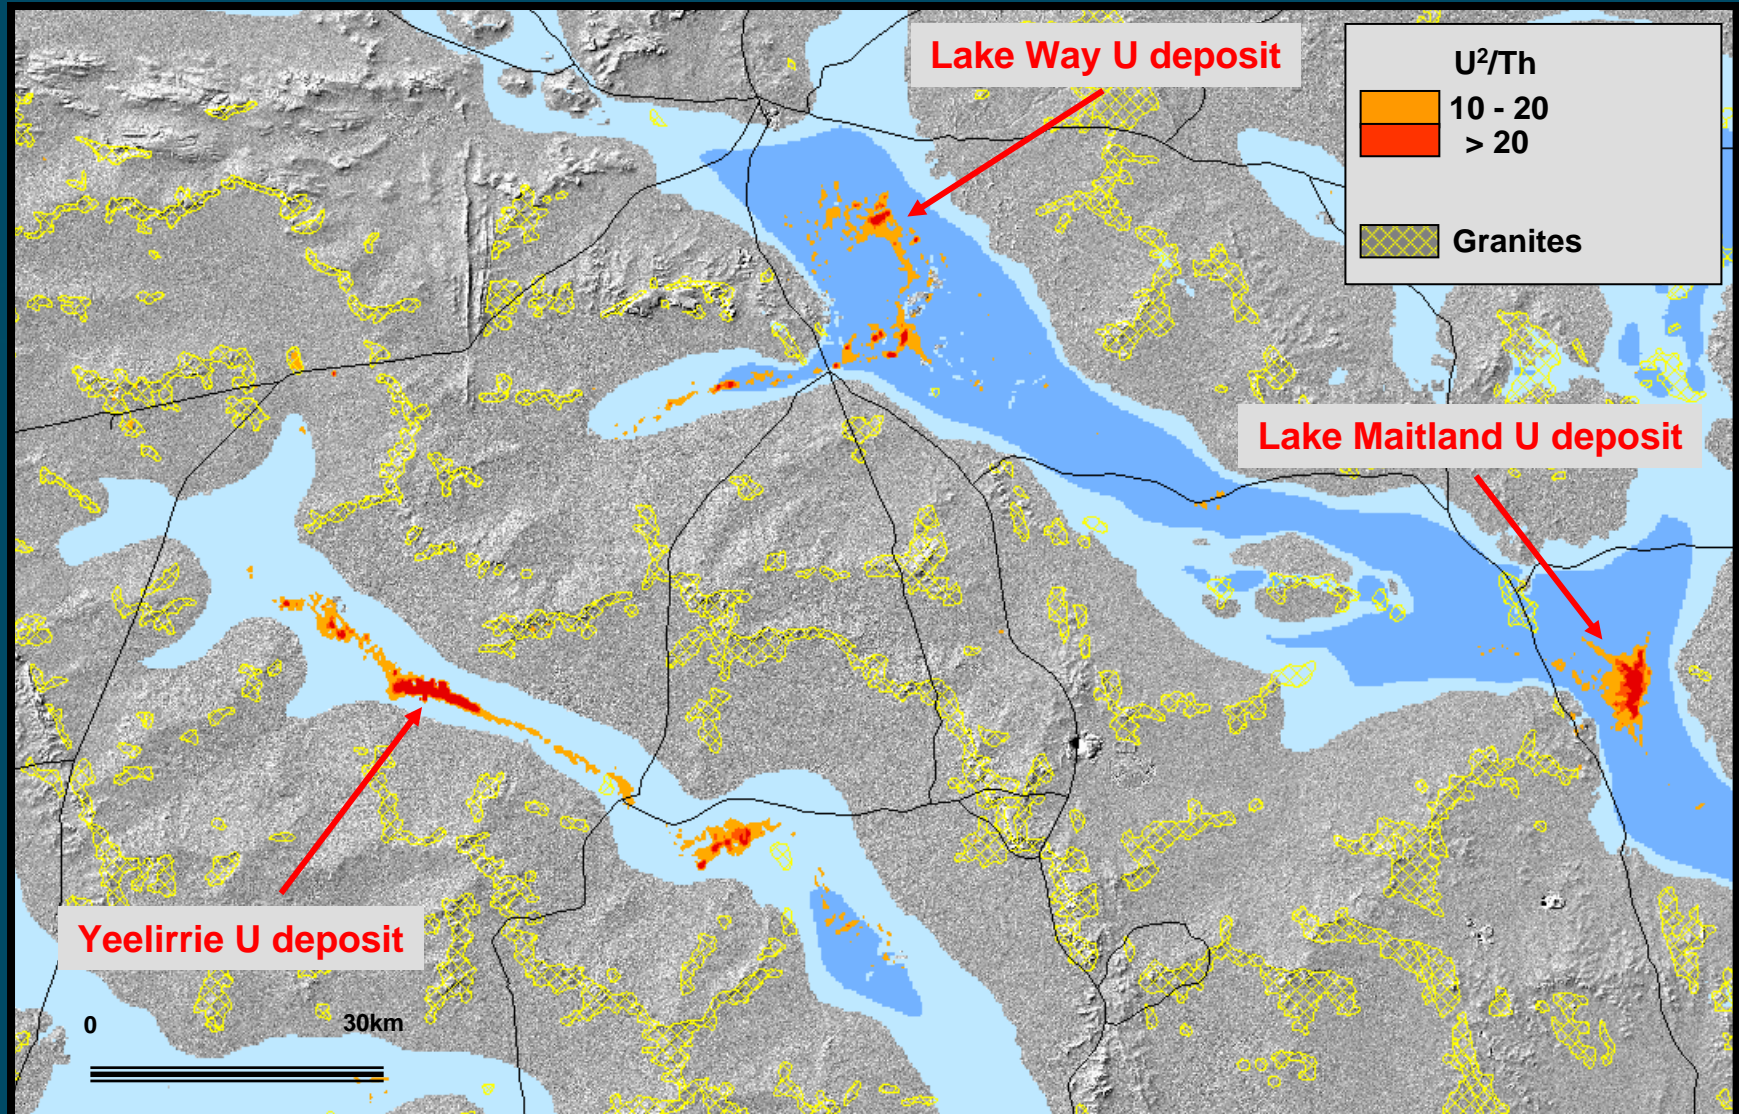 Lake Way U deposit
U²/Th
10 - 20
> 20
Granites
Lake Maitland U deposit
Yeelirrie U deposit
0 30km